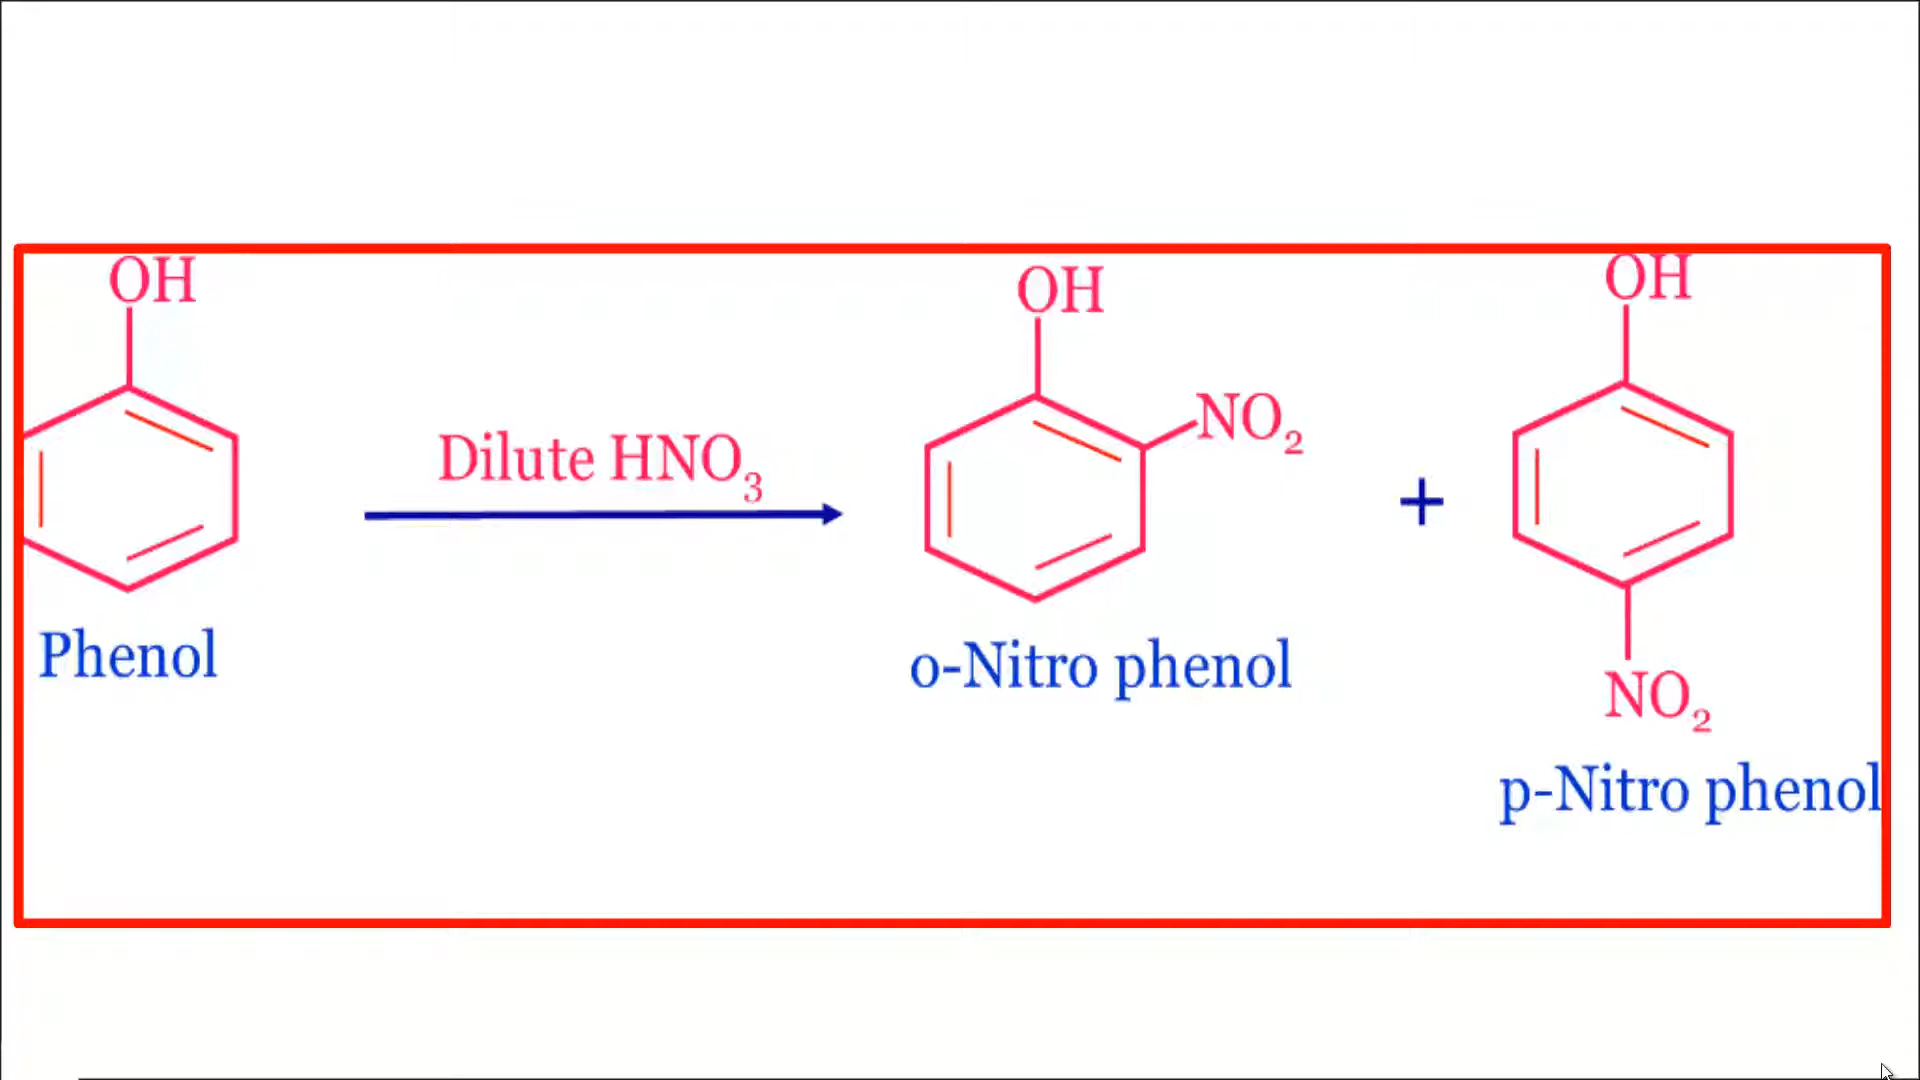 OH
Dilute HNO₃
Phenol
OH
NO₂
o-Nitro phenol
+
OH
NO₂
p-Nitro phenol